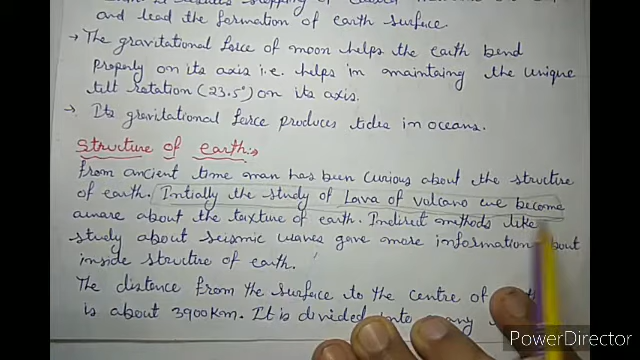 and lead the formation of earth surface.
→ The gravitational force of moon helps the earth bend
properly on its axis i.e. helps in maintaing the unique
tilt rotation (23.5°) on its axis.
→ Its gravitational force produces tides in oceans.
Structure of earth:→
From ancient time man has been curious about the structure
of earth. Intially the study of Lava of Vulcano we become
aware about the texture of earth. Indirect methods like
study about seismic waves gave more information about
inside structure of earth.
The distance from the surface to the centre of
is about 3900km. It is divided into many
PowerDirector